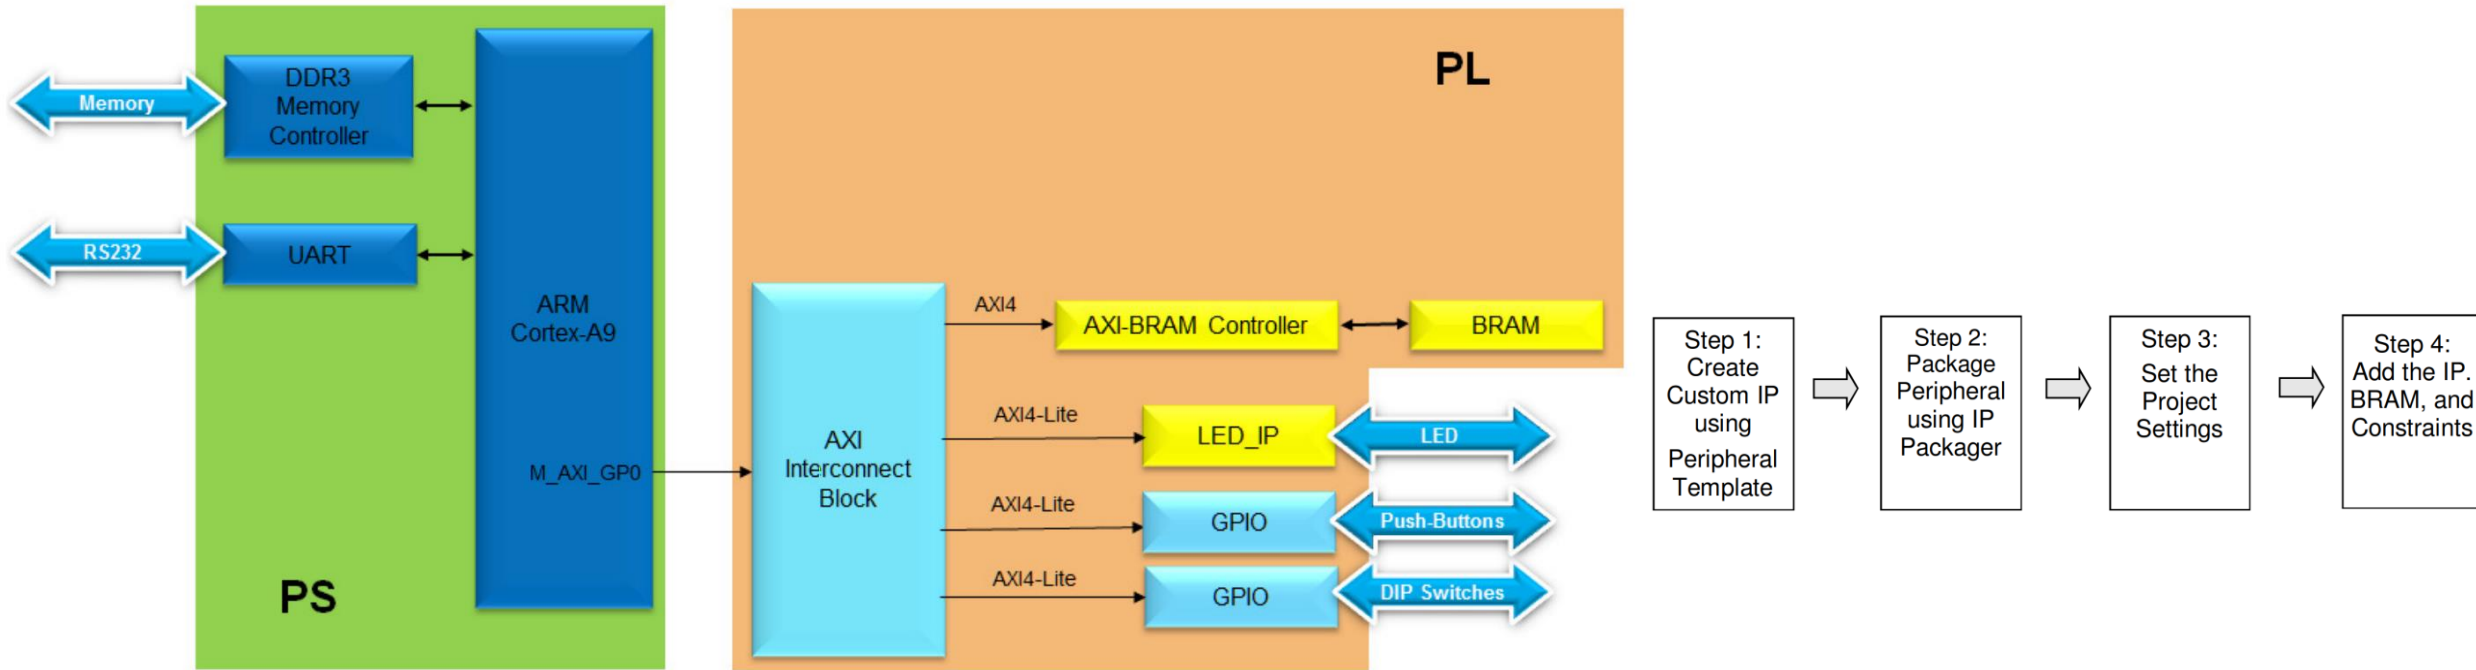 PL
DDR3
Memory
Controller
Memory
RS232
UART
ARM
Cortex-A9
M_AXI_GP0
PS
AXI
Interconnect
Block
AXI4
AXI-BRAM Controller
BRAM
AXI4-Lite
LED_IP
LED
AXI4-Lite
GPIO
Push-Buttons
AXI4-Lite
GPIO
DIP Switches
Step 1:
Create
Custom IP
using
Peripheral
Template
Step 2:
Package
Peripheral
using IP
Packager
Step 3:
Set the
Project
Settings
Step 4:
Add the IP.
BRAM, and
Constraints